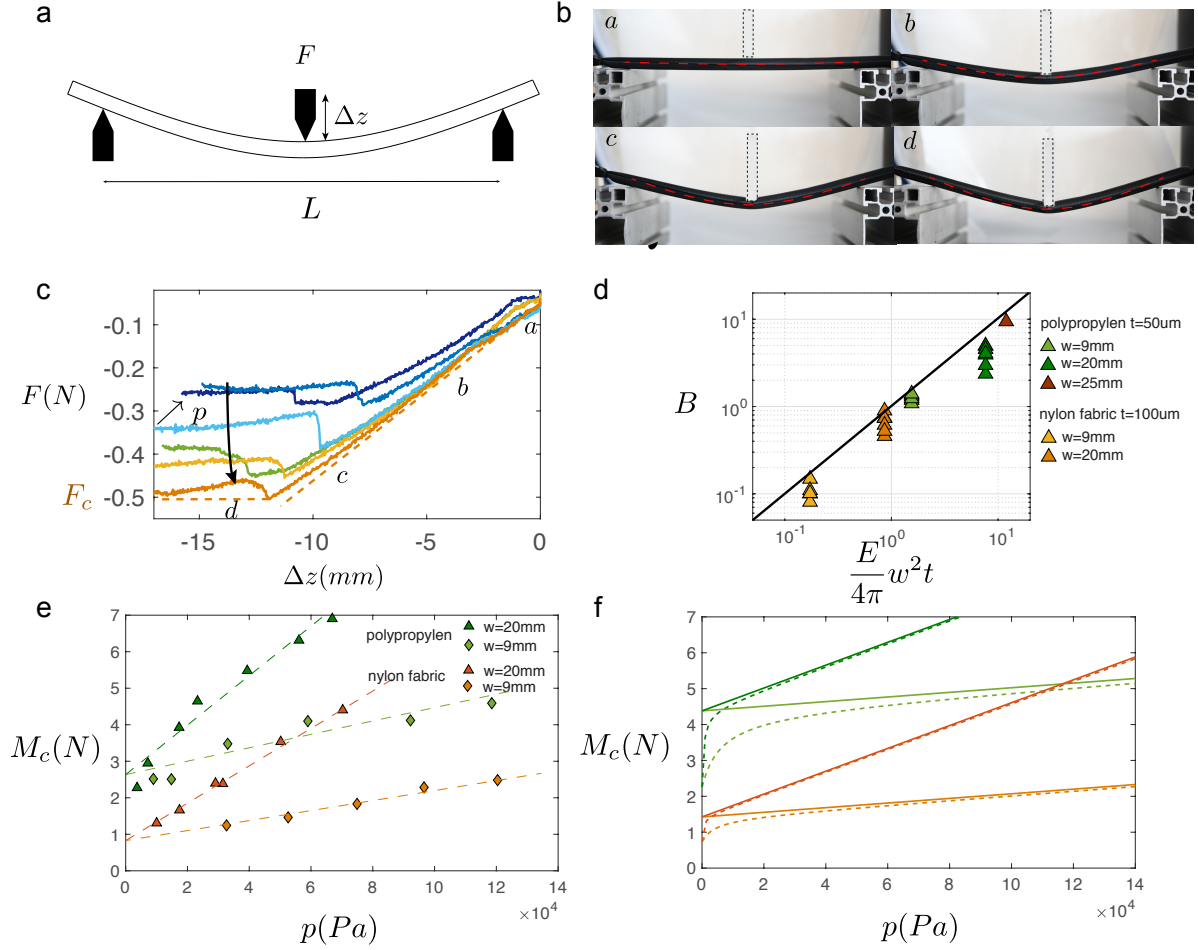 a
F
Δz
L
b
a
b
c
d
c
-0.1
-0.2
-0.3
-0.4
-0.5
F(N)
F_c
p
a
b
c
d
-15
-10
-5
0
Δz(mm)
d
10^1
10^0
10^-1
B
10^-1
10^0
10^1
E/4π w^2t
polypropylen t=50um
w=9mm
w=20mm
w=25mm
nylon fabric t=100um
w=9mm
w=20mm
e
7
6
5
4
3
2
1
0
M_c(N)
polypropylen
w=20mm
w=9mm
nylon fabric
w=20mm
w=9mm
0
2
4
6
8
10
12
14
×10^4
p(Pa)
f
7
6
5
4
3
2
1
0
M_c(N)
0
2
4
6
8
10
12
14
×10^4
p(Pa)